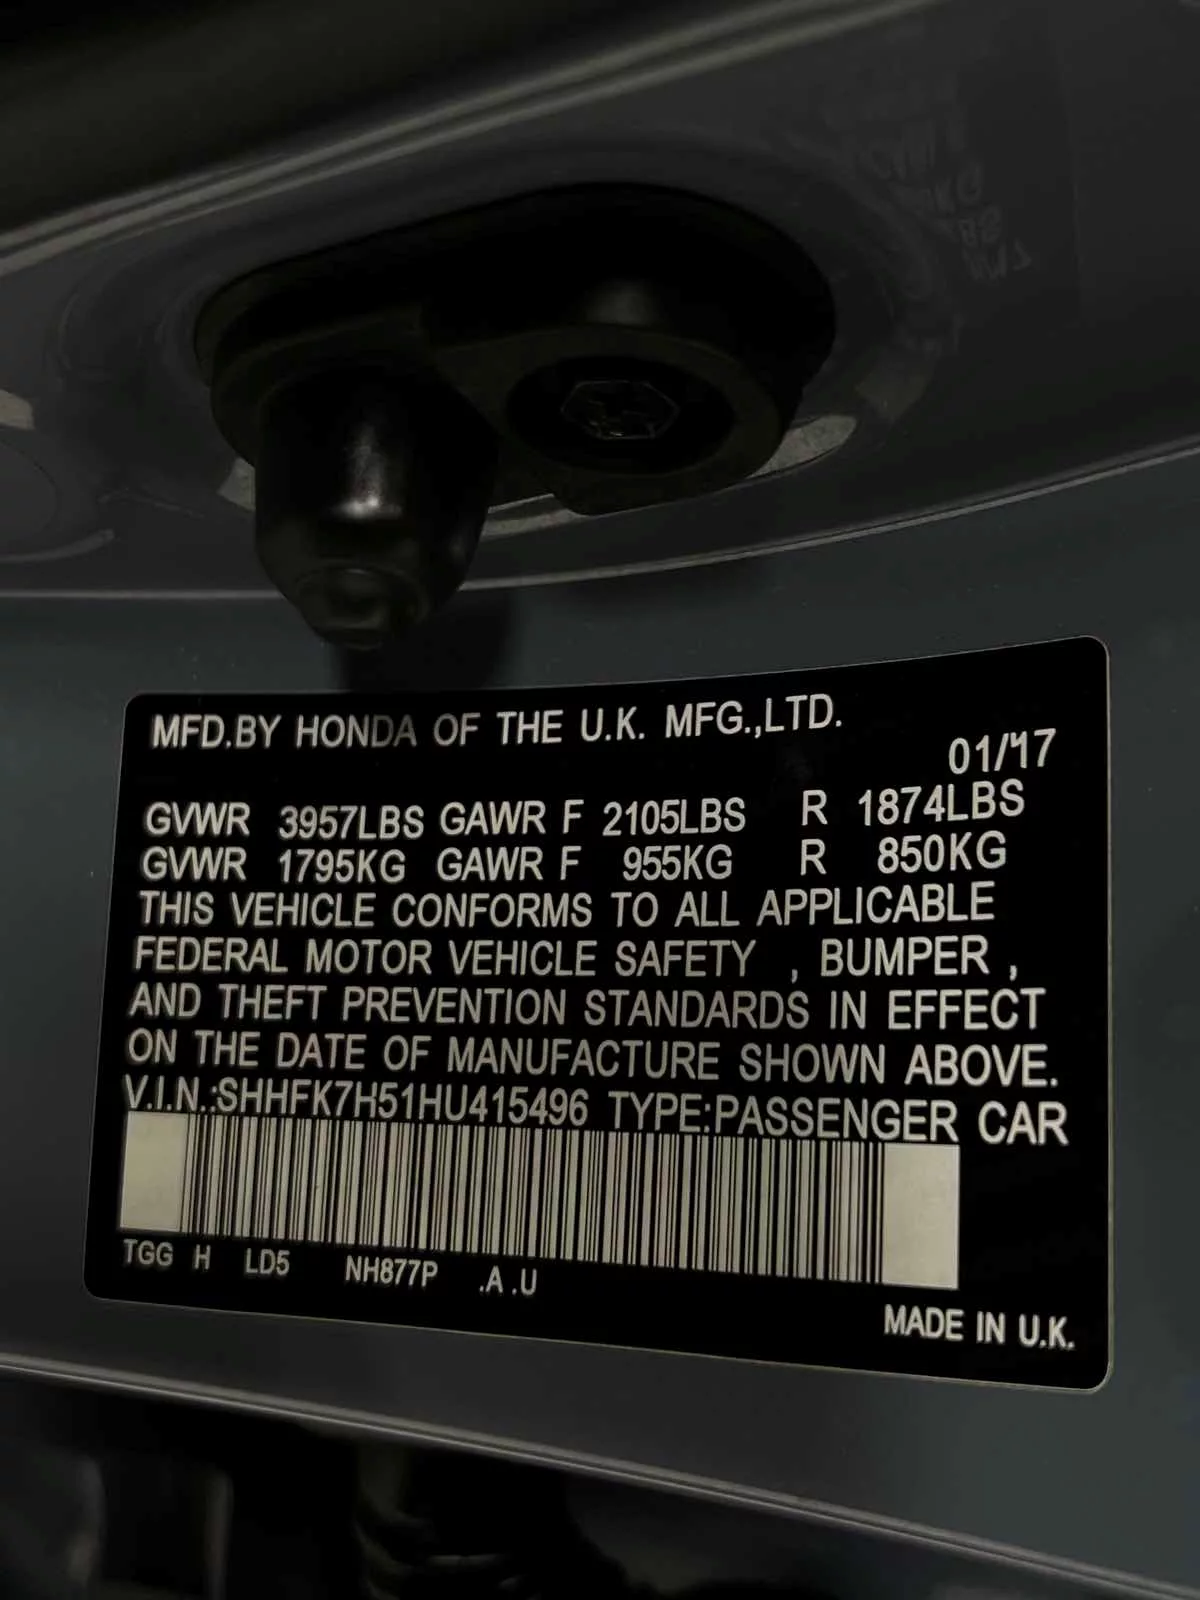 MFD.BY HONDA OF THE U.K. MFG.,LTD.
01/17
GVWR 3957LBS GAWR F 2105LBS R 1874LBS
GVWR 1795KG GAWR F 955KG R 850KG
THIS VEHICLE CONFORMS TO ALL APPLICABLE
FEDERAL MOTOR VEHICLE SAFETY , BUMPER ,
AND THEFT PREVENTION STANDARDS IN EFFECT
ON THE DATE OF MANUFACTURE SHOWN ABOVE.
V.I.N.:SHHFK7H51HU415496 TYPE:PASSENGER CAR
TGG H LD5 NH877P .A .U
MADE IN U.K.